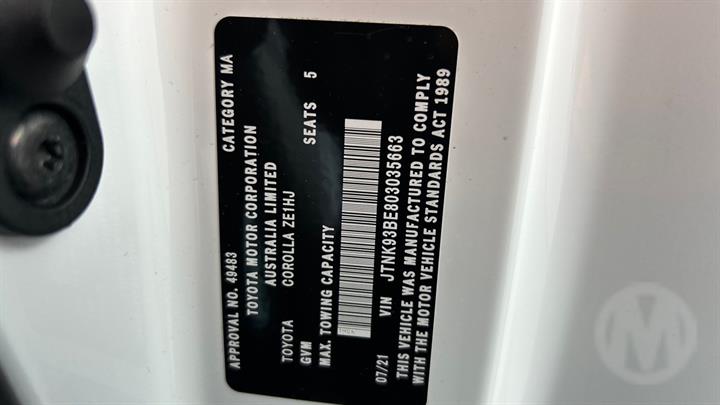 APPROVAL NO. 49483 CATEGORY MA
TOYOTA MOTOR CORPORATION
AUSTRALIA LIMITED
TOYOTA COROLLA ZE1HJ
GVM SEATS 5
MAX. TOWING CAPACITY
07/21 VIN JTNK93BE803035663
THIS VEHICLE WAS MANUFACTURED TO COMPLY
WITH THE MOTOR VEHICLE STANDARDS ACT 1989
M